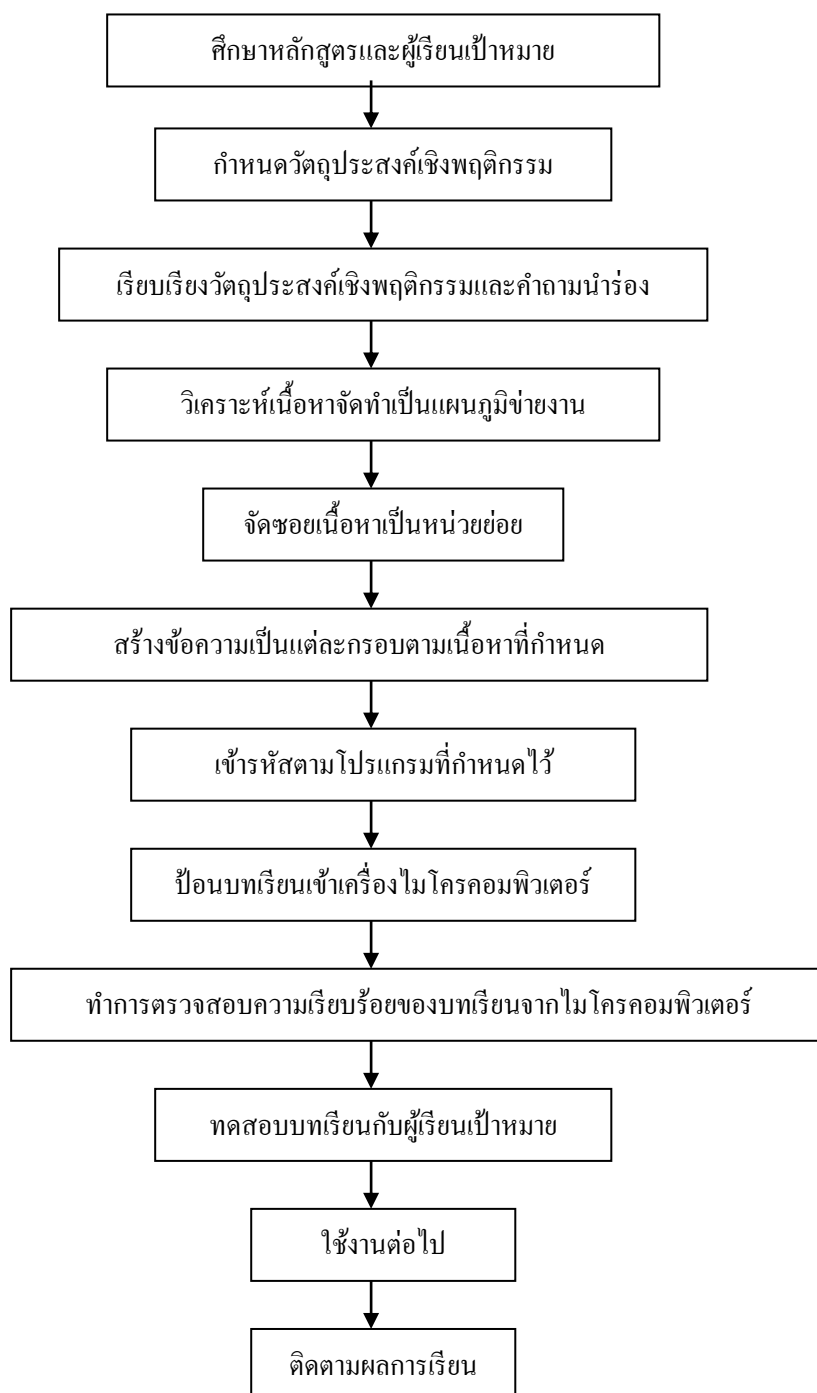 ศึกษาหลักสูตรและผู้เรียนเป้าหมาย
กำหนดวัตถุประสงค์เชิงพฤติกรรม
เรียบเรียงวัตถุประสงค์เชิงพฤติกรรมและคำถามนำร่อง
วิเคราะห์เนื้อหาจัดทำเป็นแผนภูมิข่ายงาน
จัดซอยเนื้อหาเป็นหน่วยย่อย
สร้างข้อความเป็นแต่ละกรอบตามเนื้อหาที่กำหนด
เข้ารหัสตามโปรแกรมที่กำหนดไว้
ป้อนบทเรียนเข้าเครื่องไมโครคอมพิวเตอร์
ทำการตรวจสอบความเรียบร้อยของบทเรียนจากไมโครคอมพิวเตอร์
ทดสอบบทเรียนกับผู้เรียนเป้าหมาย
ใช้งานต่อไป
ติดตามผลการเรียน